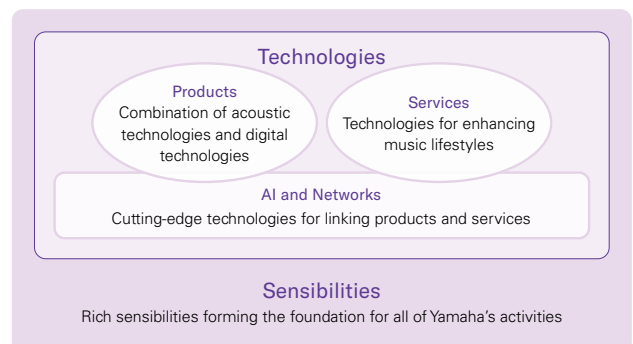 Technologies
Products
Combination of acoustic
technologies and digital
technologies
Services
Technologies for enhancing
music lifestyles
AI and Networks
Cutting-edge technologies for linking products and services
Sensibilities
Rich sensibilities forming the foundation for all of Yamaha’s activities